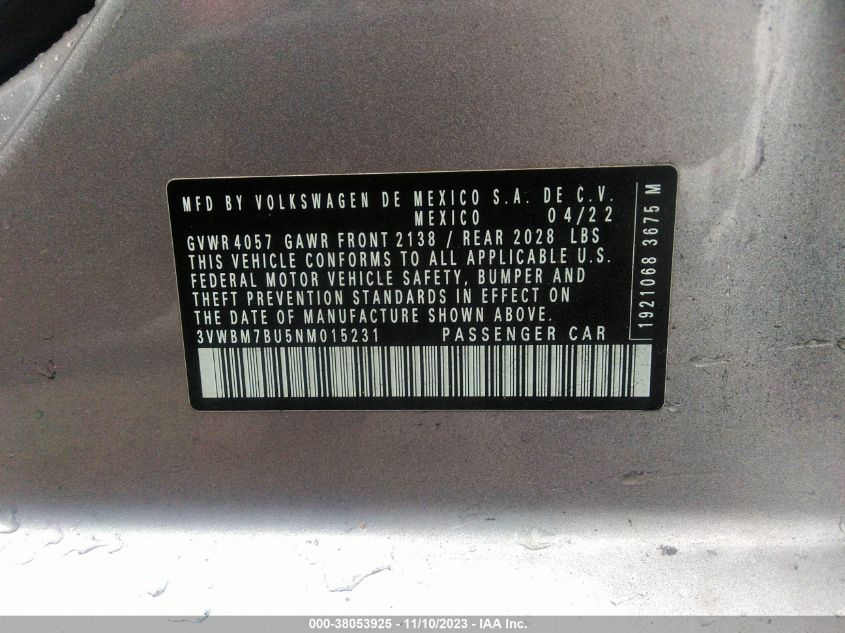 MFD BY VOLKSWAGEN DE MEXICO S.A. DE C.V.
MEXICO 04/22
GVWR 4057 GAWR FRONT 2138 / REAR 2028 LBS
THIS VEHICLE CONFORMS TO ALL APPLICABLE U.S.
FEDERAL MOTOR VEHICLE SAFETY, BUMPER AND
THEFT PREVENTION STANDARDS IN EFFECT ON
THE DATE OF MANUFACTURE SHOWN ABOVE.
3VWBM7BU5NM015231 PASSENGER CAR
1921068 3675 M
000-38053925 - 11/10/2023 - IAA Inc.